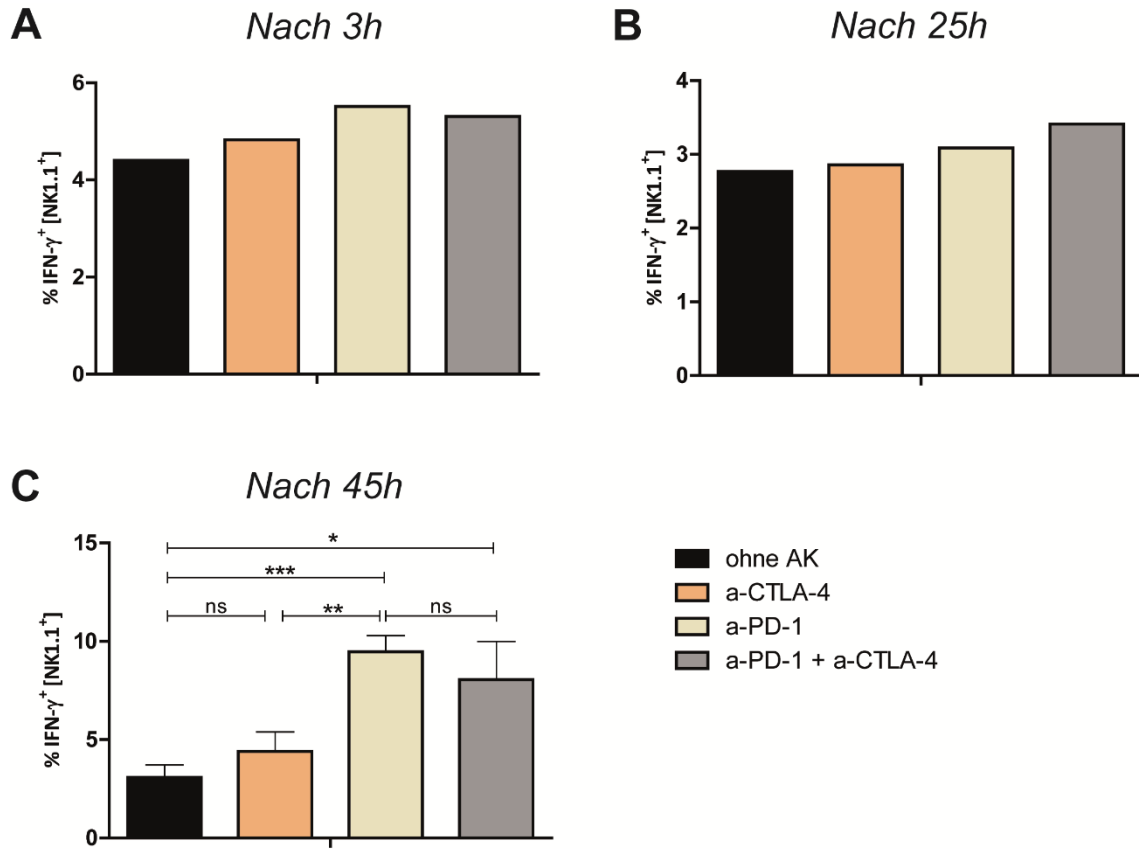 A
Nach 3h
% IFN-γ⁺ [NK1.1⁺]
6
4
2
0
B
Nach 25h
% IFN-γ⁺ [NK1.1⁺]
4
3
2
1
0
C
Nach 45h
% IFN-γ⁺ [NK1.1⁺]
15
10
5
0
*
***
ns
**
ns
ohne AK
a-CTLA-4
a-PD-1
a-PD-1 + a-CTLA-4